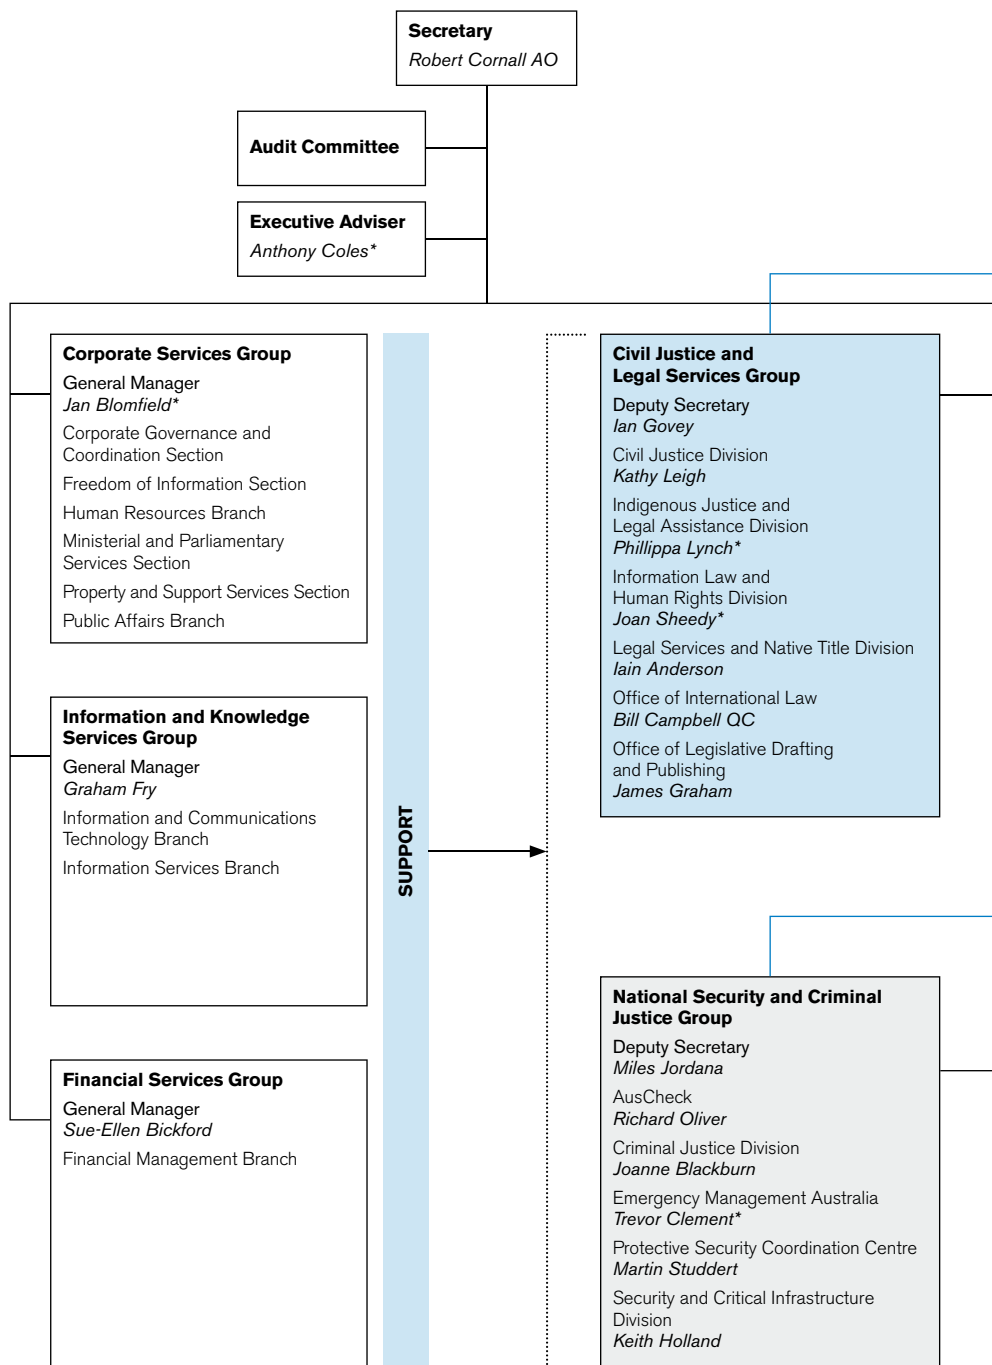 Secretary
Robert Cornall AO
Audit Committee
Executive Adviser
Anthony Coles*
Corporate Services Group
General Manager
Jan Blomfield*
Corporate Governance and
Coordination Section
Freedom of Information Section
Human Resources Branch
Ministerial and Parliamentary
Services Section
Property and Support Services Section
Public Affairs Branch
Information and Knowledge
Services Group
General Manager
Graham Fry
Information and Communications
Technology Branch
Information Services Branch
Financial Services Group
General Manager
Sue-Ellen Bickford
Financial Management Branch
SUPPORT
Civil Justice and
Legal Services Group
Deputy Secretary
Ian Govey
Civil Justice Division
Kathy Leigh
Indigenous Justice and
Legal Assistance Division
Phillippa Lynch*
Information Law and
Human Rights Division
Joan Sheedy*
Legal Services and Native Title Division
Iain Anderson
Office of International Law
Bill Campbell QC
Office of Legislative Drafting
and Publishing
James Graham
National Security and Criminal
Justice Group
Deputy Secretary
Miles Jordana
AusCheck
Richard Oliver
Criminal Justice Division
Joanne Blackburn
Emergency Management Australia
Trevor Clement*
Protective Security Coordination Centre
Martin Studdert
Security and Critical Infrastructure
Division
Keith Holland